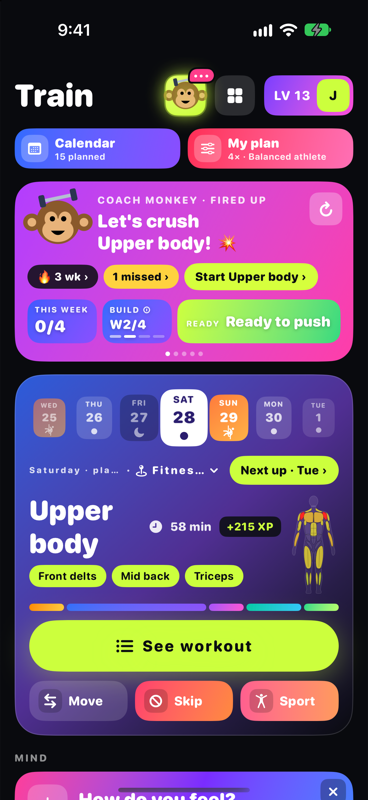 9:41
Train
LV 13
J
Calendar
15 planned
My plan
4× · Balanced athlete
COACH MONKEY · FIRED UP
Let's crush
Upper body! 💥
🔥 3 wk ›
1 missed ›
Start Upper body ›
THIS WEEK
0/4
BUILD
W2/4
READY Ready to push
WED
25
THU
26
FRI
27
SAT
28
SUN
29
MON
30
TUE
1
Saturday · pla… · Fitnes…
Next up · Tue ›
Upper
body
58 min
+215 XP
Front delts
Mid back
Triceps
See workout
Move
Skip
Sport
MIND
How do you feel?